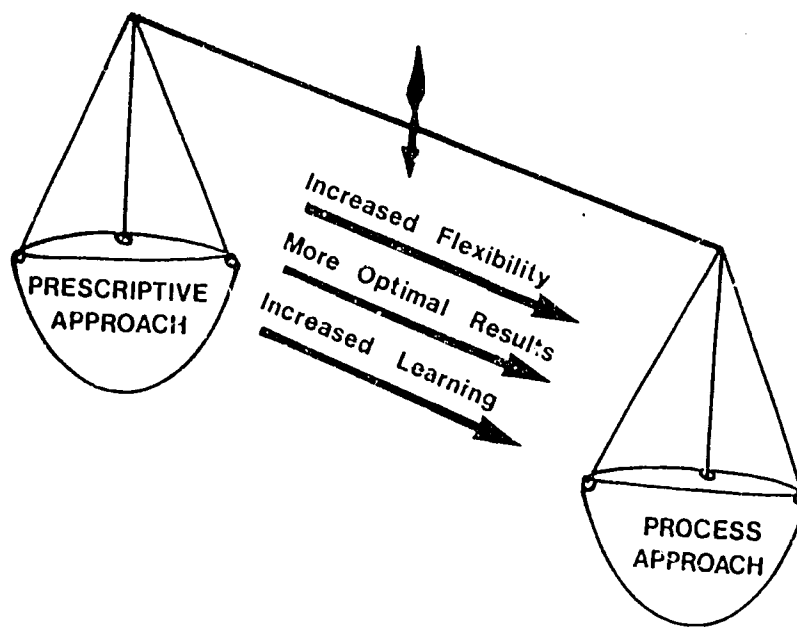 Increased Flexibility
More Optimal Results
Increased Learning
PRESCRIPTIVE
APPROACH
PROCESS
APPROACH